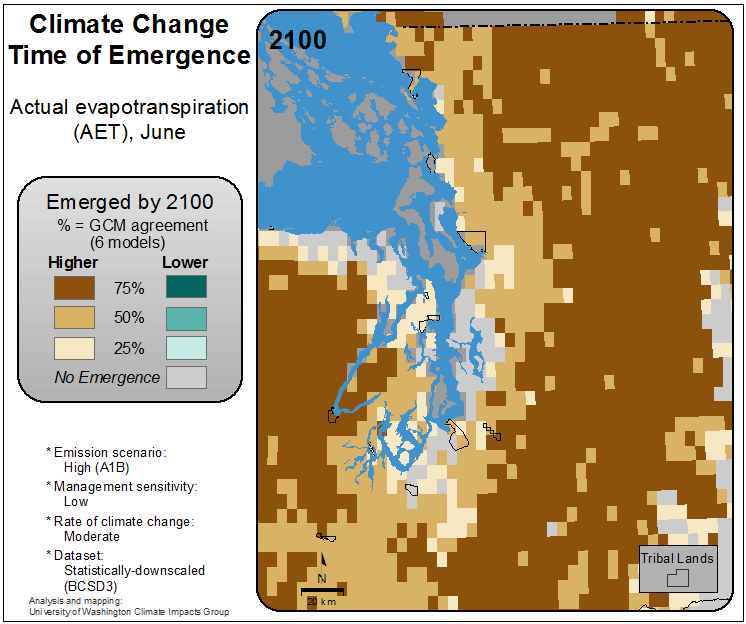 Climate Change
Time of Emergence
Actual evapotranspiration
(AET), June
Emerged by 2100
% = GCM agreement
(6 models)
Higher Lower
75%
50%
25%
No Emergence
* Emission scenario:
High (A1B)
* Management sensitivity:
Low
* Rate of climate change:
Moderate
* Dataset:
Statistically-downscaled
(BCSD3)
Analysis and mapping:
University of Washington Climate Impacts Group
2100
N
20 km
Tribal Lands